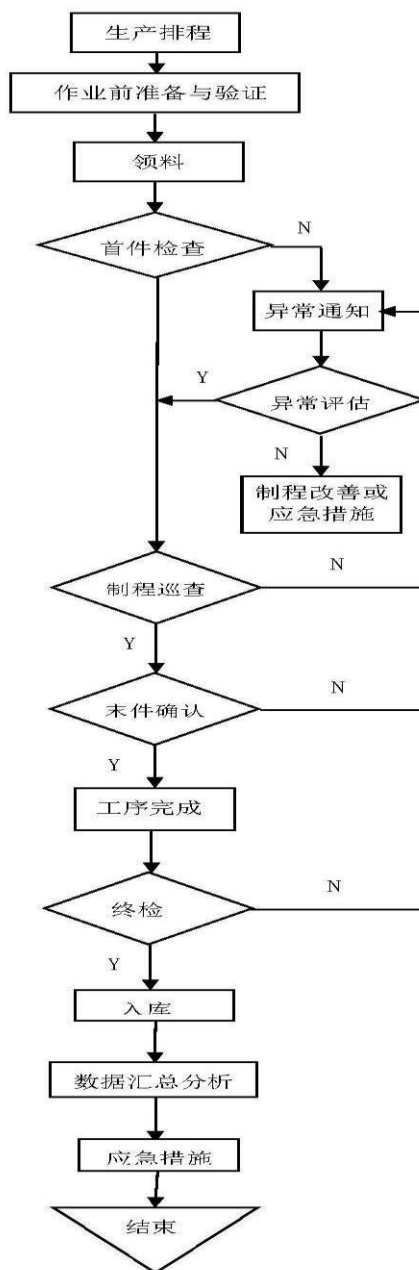 生产排程
作业前准备与验证
领料
首件检查
N
异常通知
Y
异常评估
N
制程改善或
应急措施
制程巡查
N
Y
末件确认
N
Y
工序完成
终检
N
Y
入库
数据汇总分析
应急措施
结束